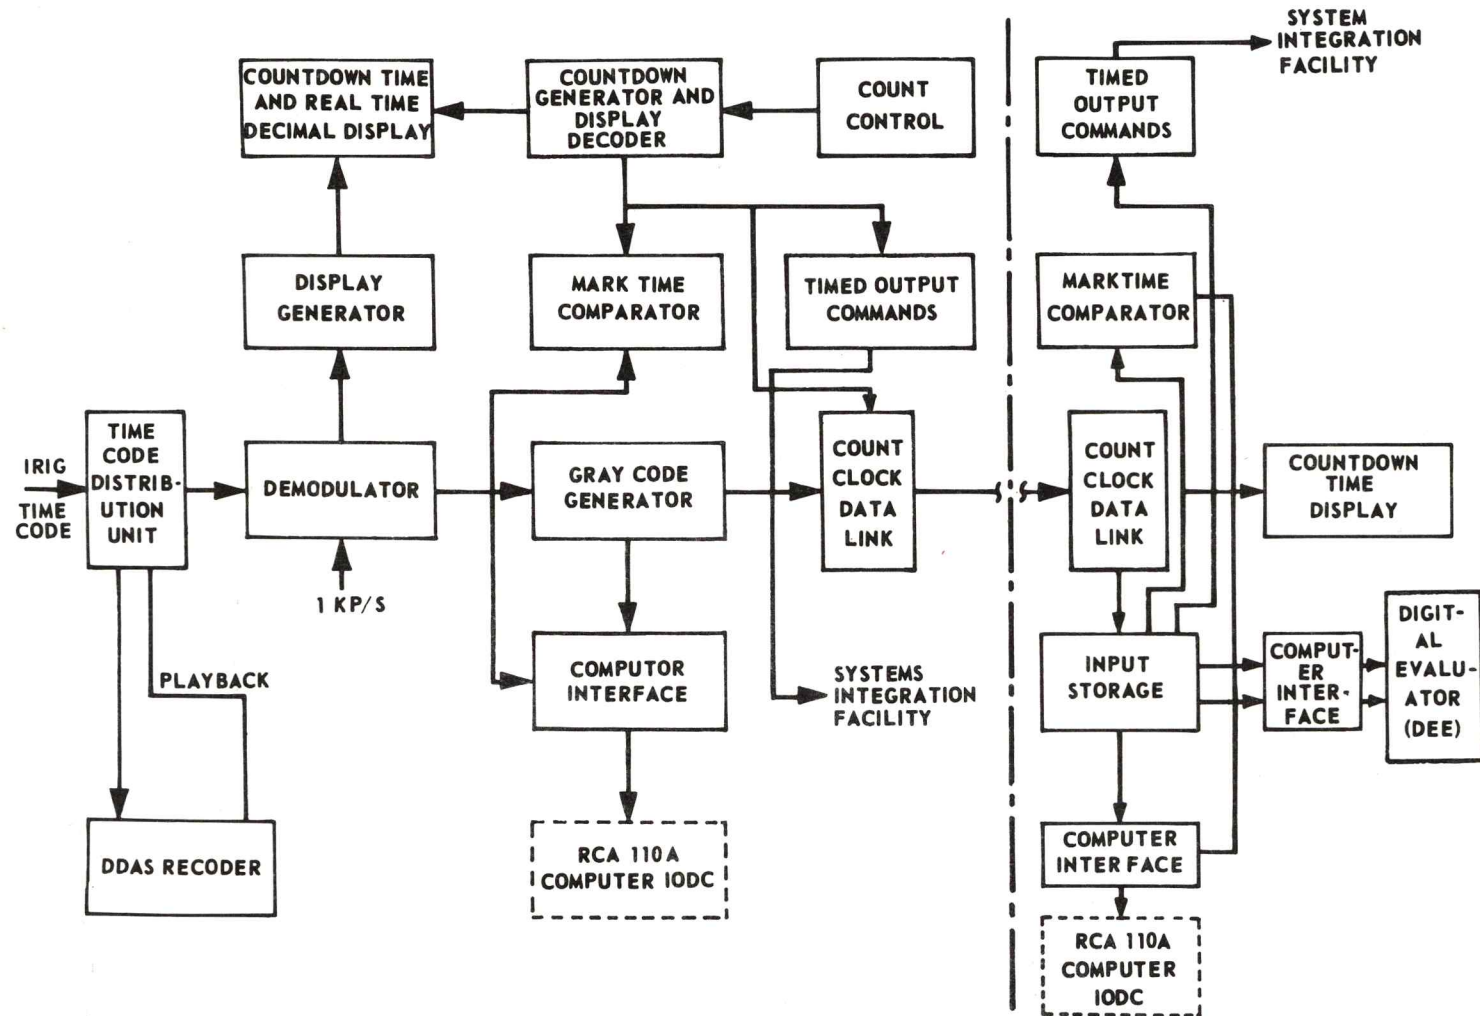 SYSTEM
INTEGRATION
FACILITY
COUNTDOWN TIME
AND REAL TIME
DECIMAL DISPLAY
COUNTDOWN
GENERATOR AND
DISPLAY
DECODER
COUNT
CONTROL
TIMED
OUTPUT
COMMANDS
DISPLAY
GENERATOR
MARK TIME
COMPARATOR
TIMED OUTPUT
COMMANDS
MARKTIME
COMPARATOR
IRIG
TIME
CODE
TIME
CODE
DISTRIB-
UTION
UNIT
DEMODULATOR
GRAY CODE
GENERATOR
COUNT
CLOCK
DATA
LINK
COUNT
CLOCK
DATA
LINK
COUNTDOWN
TIME
DISPLAY
1 KP/S
PLAYBACK
COMPUTOR
INTERFACE
SYSTEMS
INTEGRATION
FACILITY
INPUT
STORAGE
COMPUT-
ER
INTER-
FACE
DIGIT-
AL
EVALU-
ATOR
(DEE)
DDAS RECODER
RCA 110A
COMPUTER IODC
COMPUTER
INTERFACE
RCA 110A
COMPUTER
IODC